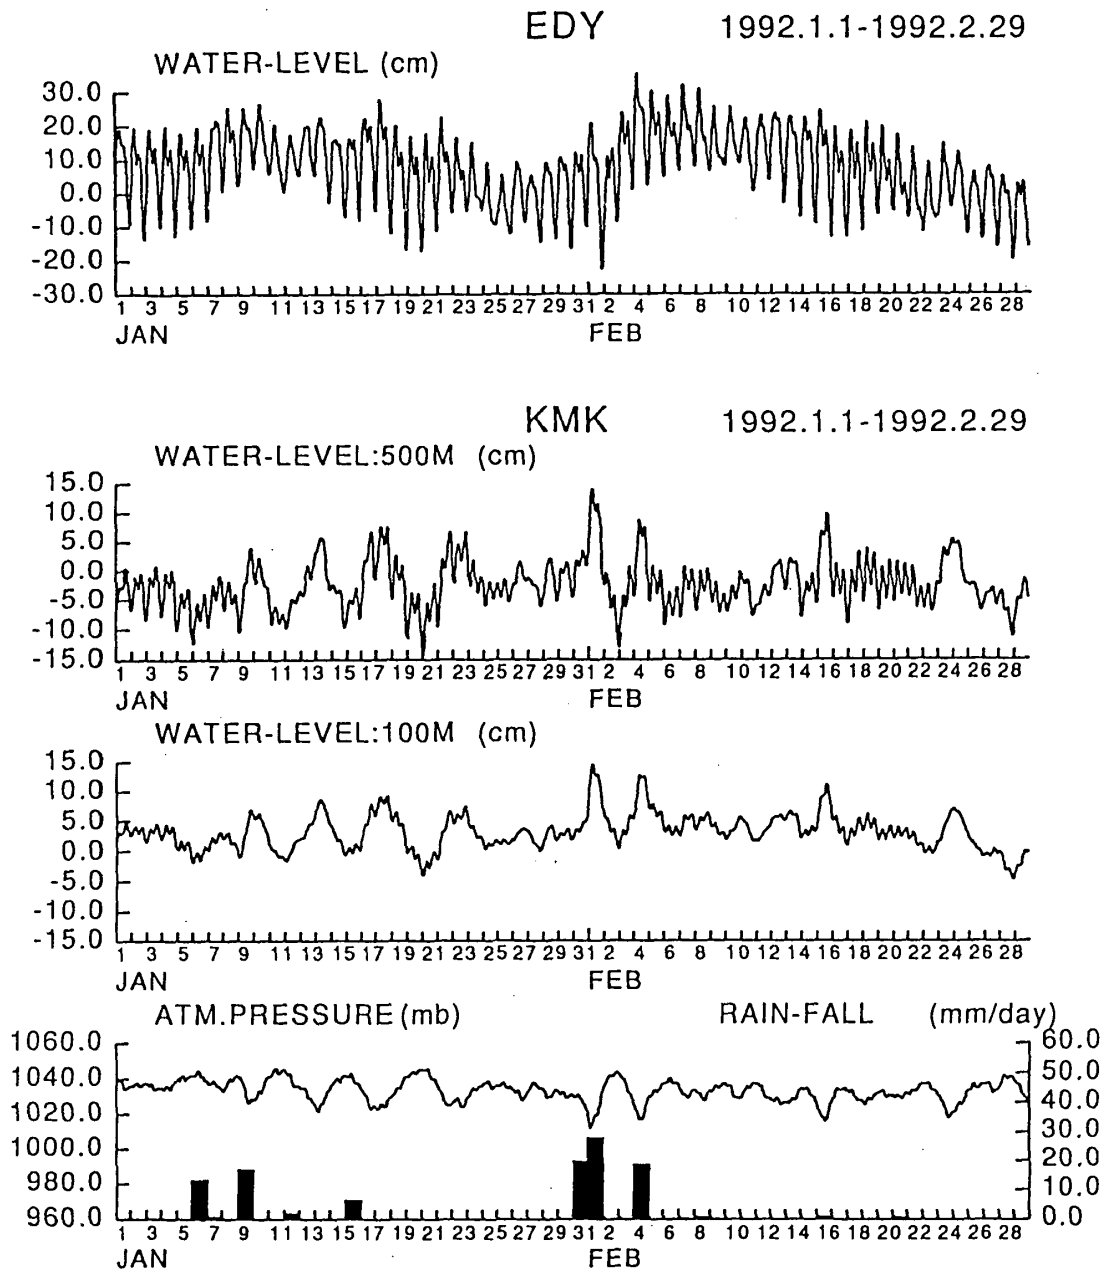 EDY 1992.1.1-1992.2.29
WATER-LEVEL (cm)
30.0
20.0
10.0
0.0
-10.0
-20.0
-30.0
1 3 5 7 9 11 13 15 17 19 21 23 25 27 29 31 2 4 6 8 10 12 14 16 18 20 22 24 26 28
JAN FEB
KMK 1992.1.1-1992.2.29
WATER-LEVEL:500M (cm)
15.0
10.0
5.0
0.0
-5.0
-10.0
-15.0
1 3 5 7 9 11 13 15 17 19 21 23 25 27 29 31 2 4 6 8 10 12 14 16 18 20 22 24 26 28
JAN FEB
WATER-LEVEL:100M (cm)
15.0
10.0
5.0
0.0
-5.0
-10.0
-15.0
1 3 5 7 9 11 13 15 17 19 21 23 25 27 29 31 2 4 6 8 10 12 14 16 18 20 22 24 26 28
JAN FEB
ATM.PRESSURE (mb) RAIN-FALL (mm/day)
1060.0 60.0
1040.0 50.0
1020.0 40.0
1000.0 30.0
980.0 20.0
960.0 10.0
0.0
1 3 5 7 9 11 13 15 17 19 21 23 25 27 29 31 2 4 6 8 10 12 14 16 18 20 22 24 26 28
JAN FEB